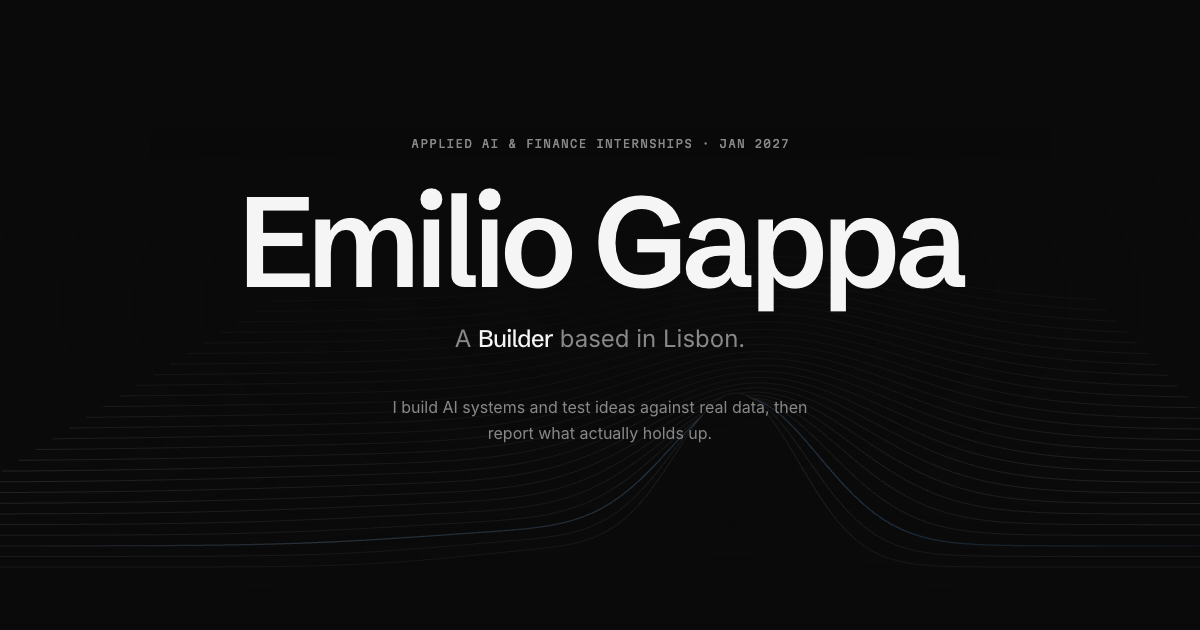 APPLIED AI & FINANCE INTERNSHIPS · JAN 2027
Emilio Gappa
A Builder based in Lisbon.
I build AI systems and test ideas against real data, then
report what actually holds up.